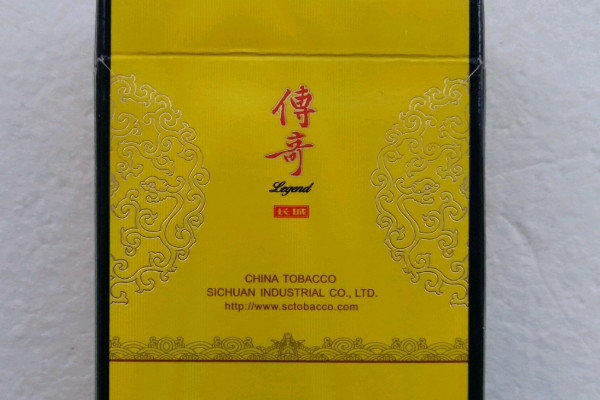 傳奇
Legend
长城
CHINA TOBACCO
SICHUAN INDUSTRIAL CO., LTD.
http://www.sctobacco.com